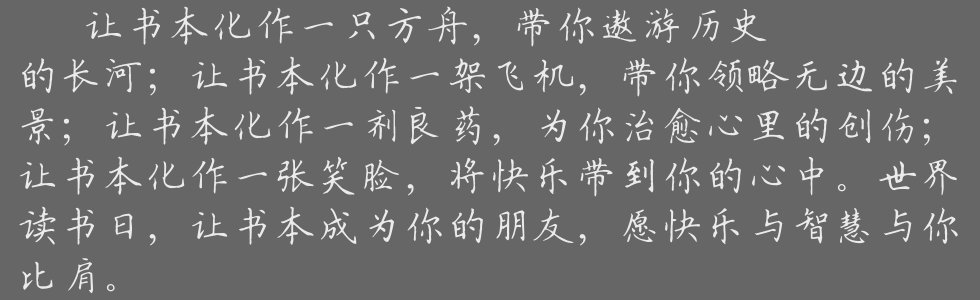 让书本化作一只方舟，带你遨游历史
的长河；让书本化作一架飞机，带你领略无边的美
景；让书本化作一剂良药，为你治愈心里的创伤；
让书本化作一张笑脸，将快乐带到你的心中。世界
读书日，让书本成为你的朋友，愿快乐与智慧与你
比肩。